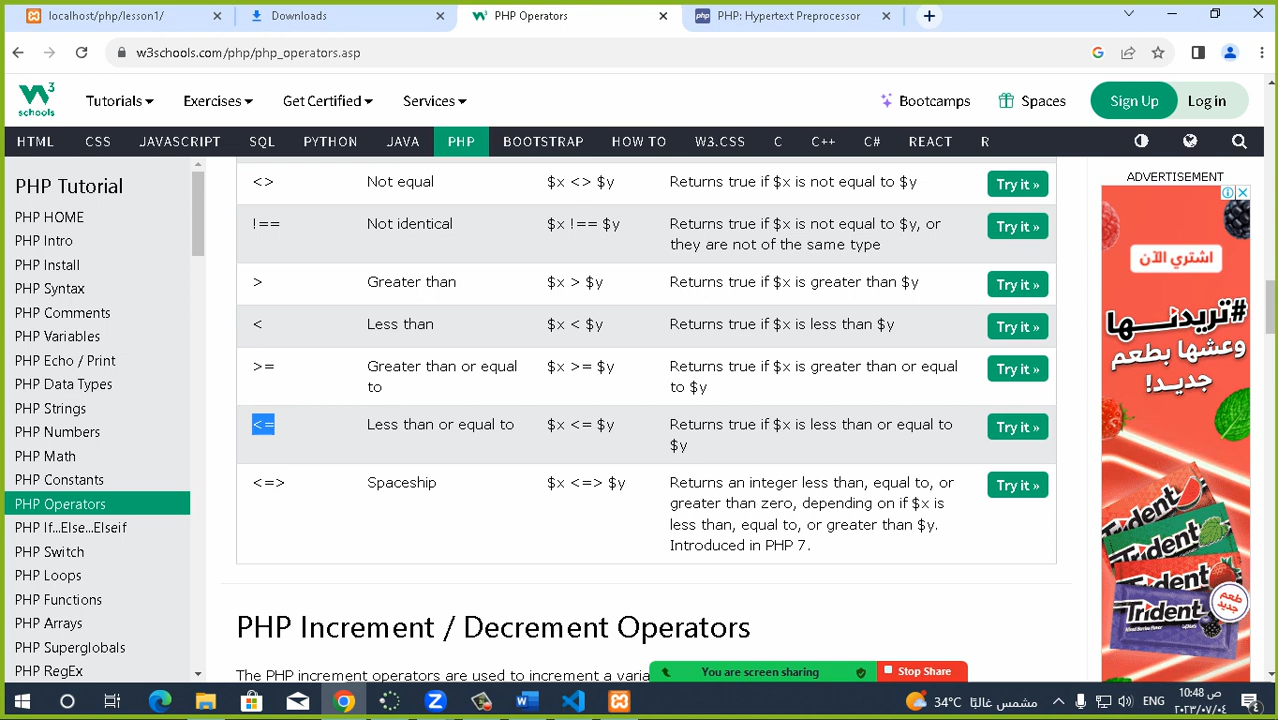 localhost/php/lesson1/
Downloads
PHP Operators
PHP: Hypertext Preprocessor
w3schools.com/php/php_operators.asp
W3
schools
Tutorials
Exercises
Get Certified
Services
Bootcamps
Spaces
Sign Up
Log in
HTML CSS JAVASCRIPT SQL PYTHON JAVA PHP BOOTSTRAP HOW TO W3.CSS C C++ C# REACT R
PHP Tutorial
PHP HOME
PHP Intro
PHP Install
PHP Syntax
PHP Comments
PHP Variables
PHP Echo / Print
PHP Data Types
PHP Strings
PHP Numbers
PHP Math
PHP Constants
PHP Operators
PHP If...Else...Elseif
PHP Switch
PHP Loops
PHP Functions
PHP Arrays
PHP Superglobals
PHP RegEx
<> Not equal $x <> $y Returns true if $x is not equal to $y Try it »
!== Not identical $x !== $y Returns true if $x is not equal to $y, or
they are not of the same type Try it »
> Greater than $x > $y Returns true if $x is greater than $y Try it »
< Less than $x < $y Returns true if $x is less than $y Try it »
>= Greater than or equal
to $x >= $y Returns true if $x is greater than or equal
to $y Try it »
<= Less than or equal to $x <= $y Returns true if $x is less than or equal to
$y Try it »
<=> Spaceship $x <=> $y Returns an integer less than, equal to, or
greater than zero, depending on if $x is
less than, equal to, or greater than $y.
Introduced in PHP 7. Try it »
PHP Increment / Decrement Operators
The PHP increment operator are used to increment a varia
ADVERTISEMENT
اشتري الآن
#تريدنـــها
وعشها بطعم
جديد!
Trident
Trident
Trident
Trident
طعم
جديد
You are screen sharing
Stop Share
34°C مشمس غالبًا
ENG
10:48 ص
٢٠٢٣/٠٧/٠٤